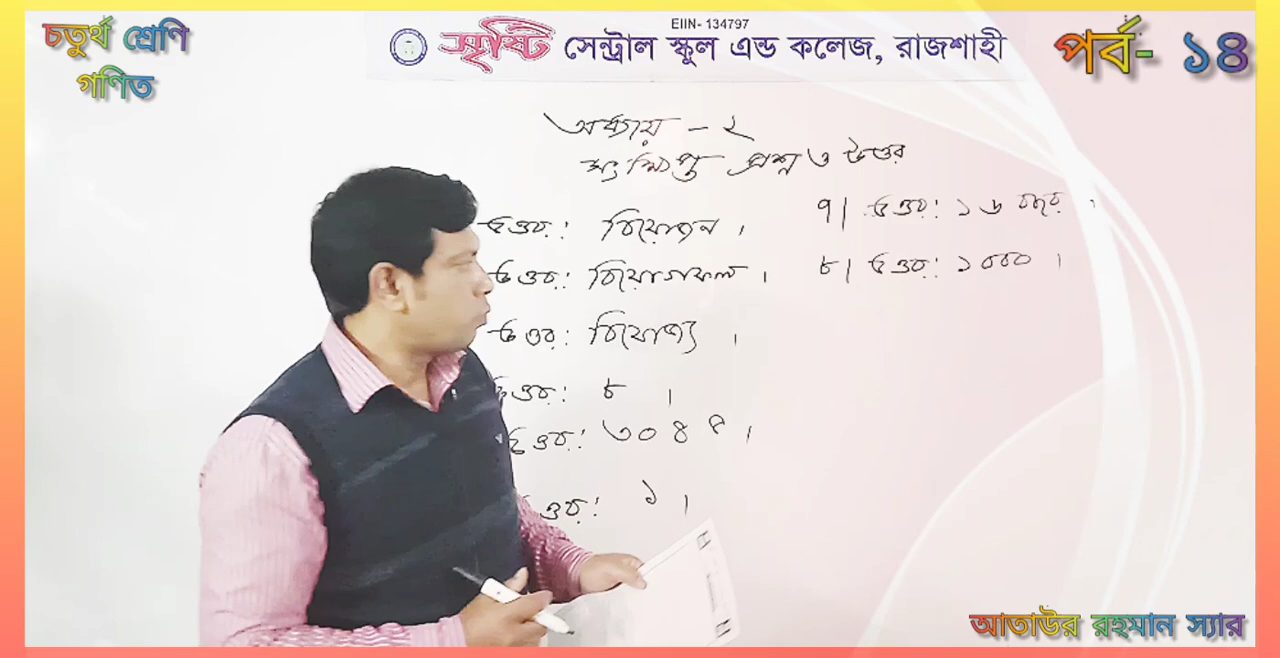 চতুর্থ শ্রেণি
গণিত
EIIN- 134797
সৃষ্টি সেন্ট্রাল স্কুল এন্ড কলেজ, রাজশাহী
পর্ব- ১৪
অধ্যায় - ২
সংক্ষিপ্ত প্রশ্ন ও উত্তর
উত্তর: বিয়োজন ।
উত্তর: বিয়োগফল ।
উত্তর: বিয়োজ্য ।
উত্তর: ৮ ।
উত্তর: ৩০৪৪ ।
উত্তর: ১ ।
৭। উত্তর: ১৬ বছর ।
৮। উত্তর: ১০০০ ।
আতাউর রহমান স্যার